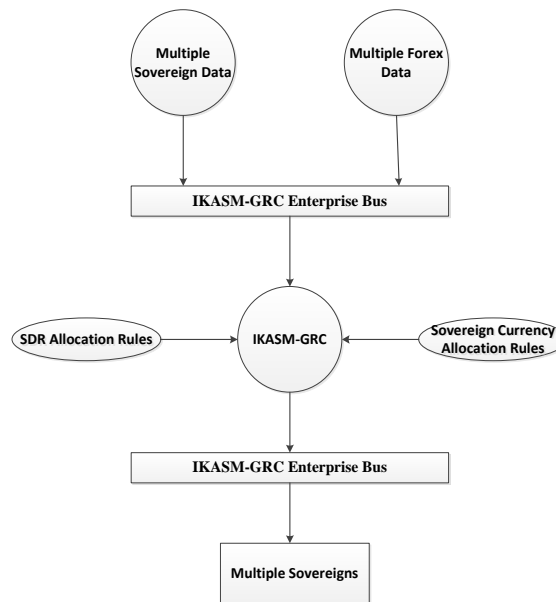 Multiple
Sovereign Data
Multiple Forex
Data
IKASM-GRC Enterprise Bus
SDR Allocation Rules
IKASM-GRC
Sovereign Currency
Allocation Rules
IKASM-GRC Enterprise Bus
Multiple Sovereigns